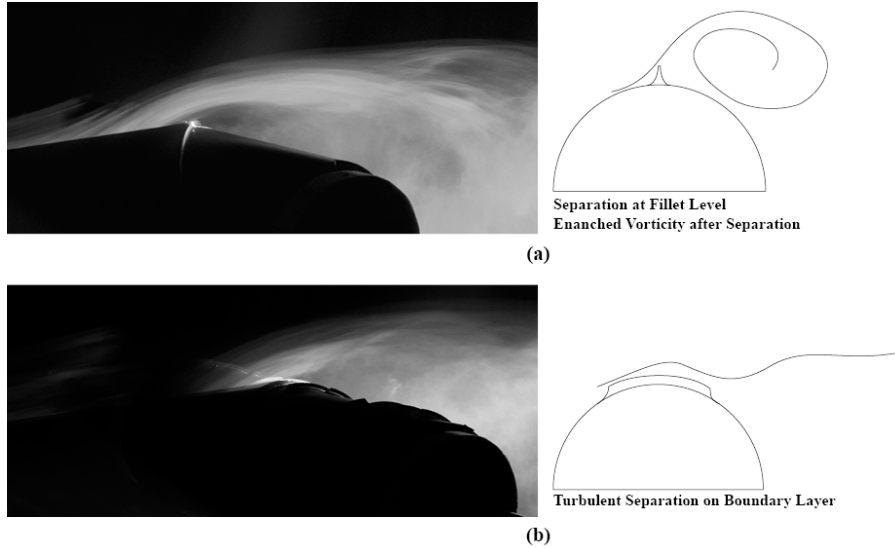 Separation at Fillet Level
Enanched Vorticity after Separation
(a)
Turbulent Separation on Boundary Layer
(b)